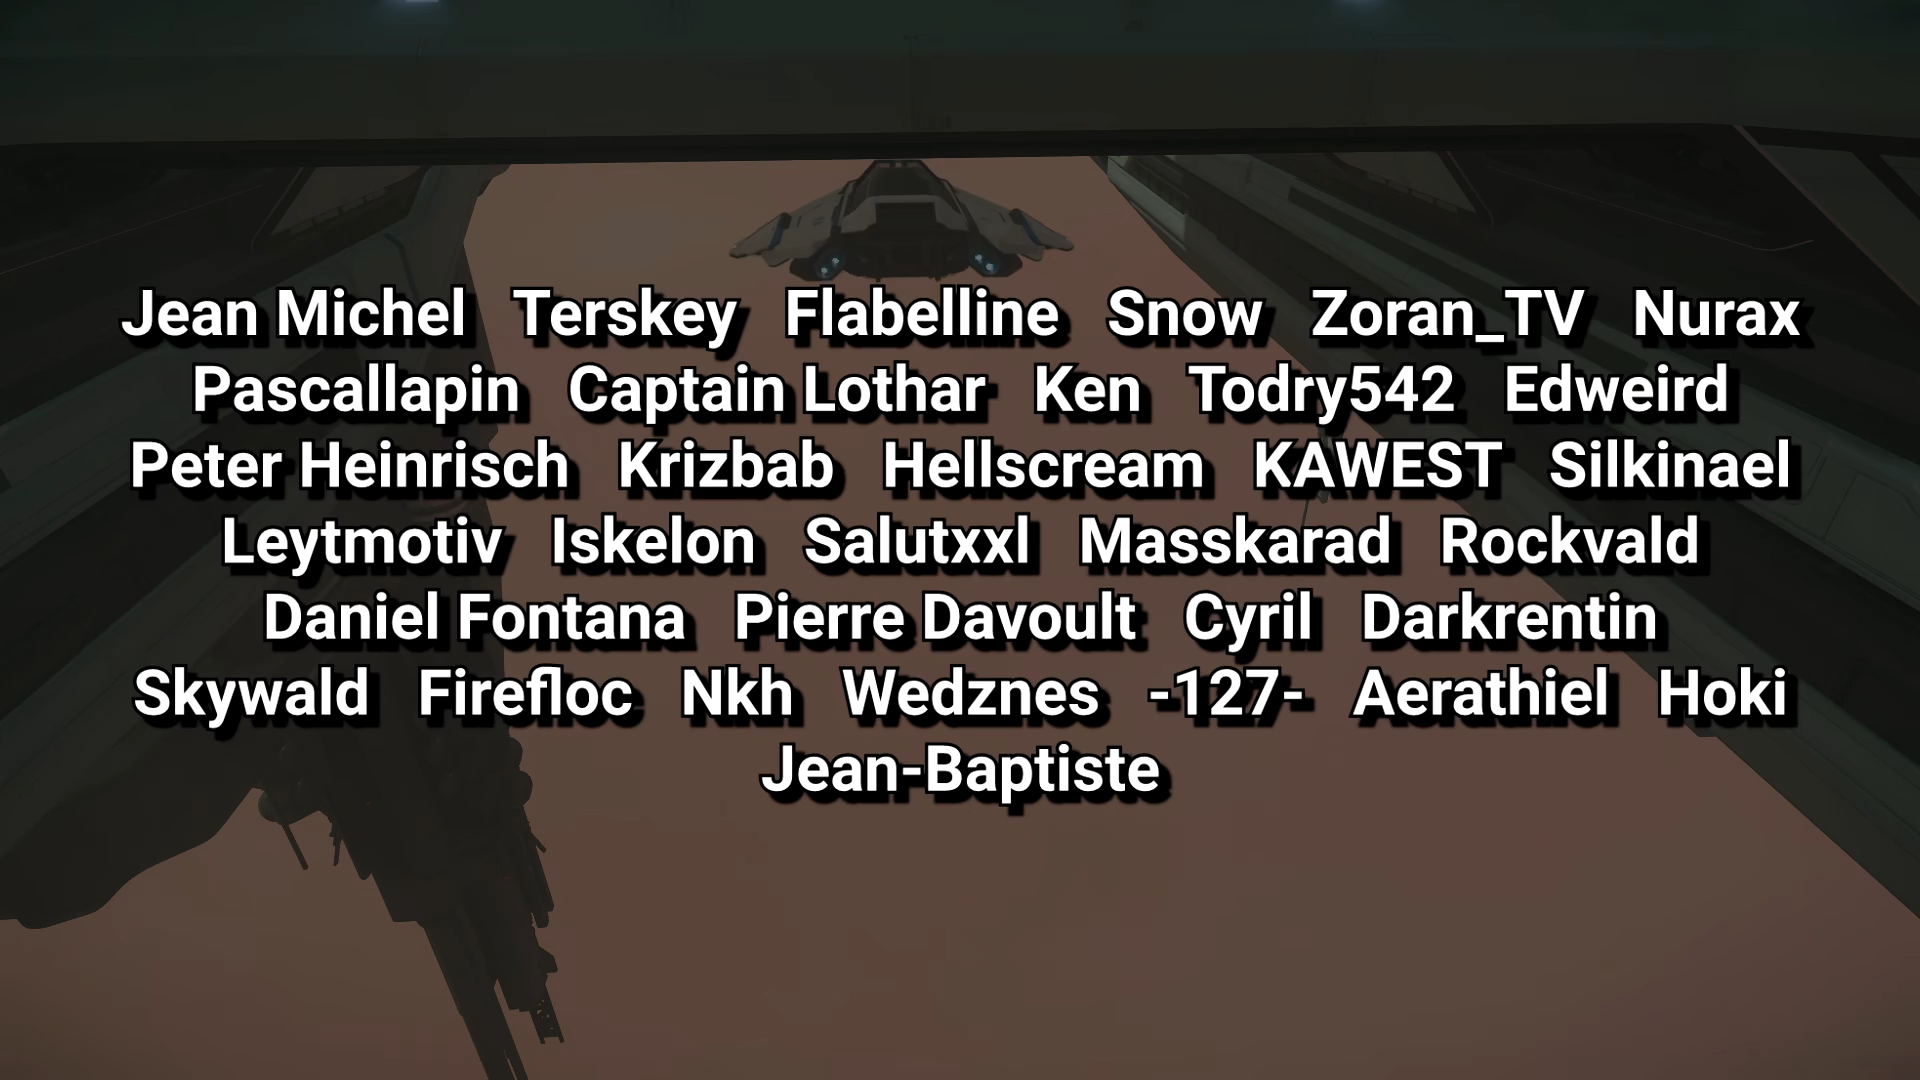 Jean Michel Terskey Flabelline Snow Zoran_TV Nurax
Pascallapin Captain Lothar Ken Todry542 Edweird
Peter Heinrisch Krizbab Hellscream KAWEST Silkinael
Leytmotiv Iskelon Salutxxl Masskarad Rockvald
Daniel Fontana Pierre Davoult Cyril Darkrentin
Skywald Firefloc Nkh Wedznes -127- Aerathiel Hoki
Jean-Baptiste